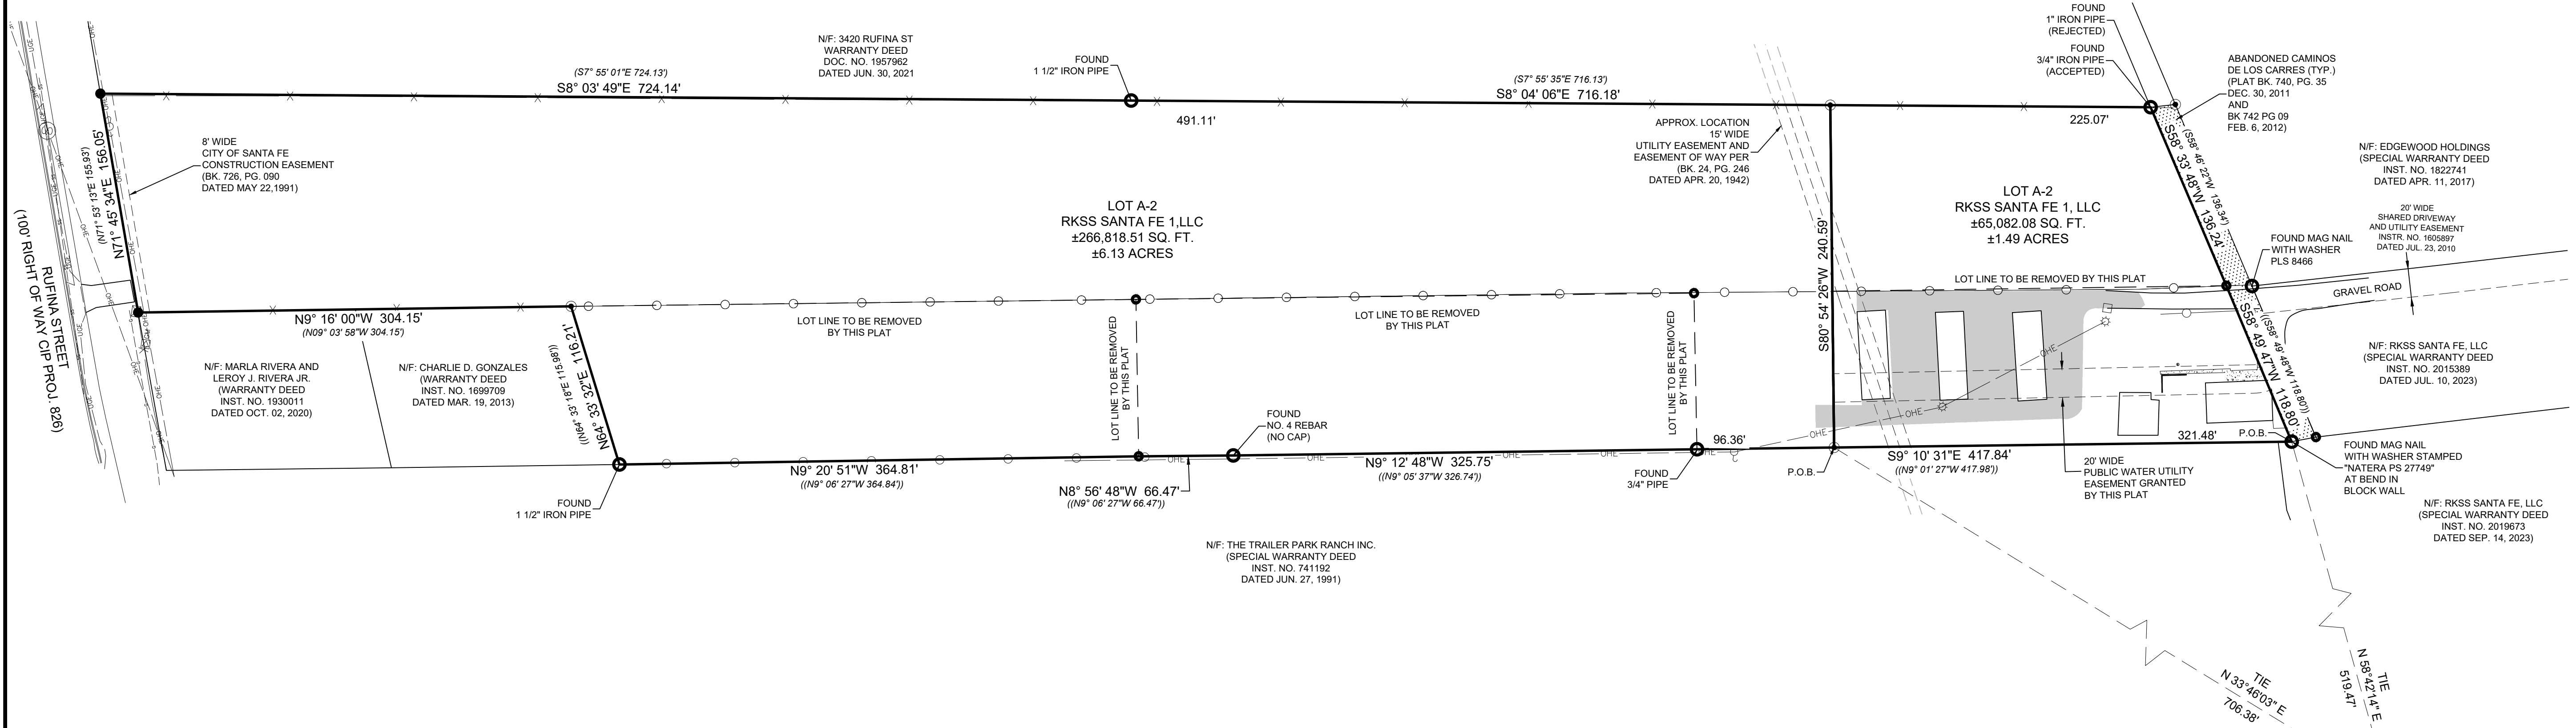 N/F: 3420 RUFINA ST
WARRANTY DEED
DOC. NO. 1957962
DATED JUN. 30, 2021
(S7° 55' 01"E 724.13')
S8° 03' 49"E 724.14'
FOUND
1 1/2" IRON PIPE
491.11'
(S7° 55' 35"E 716.13')
S8° 04' 06"E 716.18'
225.07'
FOUND
1" IRON PIPE
(REJECTED)
FOUND
3/4" IRON PIPE
(ACCEPTED)
ABANDONED CAMINOS
DE LOS CARRES (TYP.)
(PLAT BK. 740, PG. 35
DEC. 30, 2011
AND
BK 742 PG 09
FEB. 6, 2012)
N71° 45' 34"E 156.05'
(N71° 53' 13"E 155.93')
8' WIDE
CITY OF SANTA FE
CONSTRUCTION EASEMENT
(BK. 726, PG. 090
DATED MAY 22,1991)
APPROX. LOCATION
15' WIDE
UTILITY EASEMENT AND
EASEMENT OF WAY PER
(BK. 24, PG. 246
DATED APR. 20, 1942)
LOT A-2
RKSS SANTA FE 1,LLC
±266,818.51 SQ. FT.
±6.13 ACRES
S80° 54' 26"W 240.59'
LOT A-2
RKSS SANTA FE 1, LLC
±65,082.08 SQ. FT.
±1.49 ACRES
S58° 33' 48"W 136.24'
(S58° 46' 22"W 136.34')
N/F: EDGEWOOD HOLDINGS
(SPECIAL WARRANTY DEED
INST. NO. 1822741
DATED APR. 11, 2017)
20' WIDE
SHARED DRIVEWAY
AND UTILITY EASEMENT
INSTR. NO. 1605897
DATED JUL. 23, 2010
FOUND MAG NAIL
WITH WASHER
PLS 8466
GRAVEL ROAD
LOT LINE TO BE REMOVED BY THIS PLAT
RUFINA STREET
(100' RIGHT OF WAY CIP PROJ. 826)
N9° 16' 00"W 304.15'
(N09° 03' 58"W 304.15')
N/F: MARLA RIVERA AND
LEROY J. RIVERA JR.
(WARRANTY DEED
INST. NO. 1930011
DATED OCT. 02, 2020)
N/F: CHARLIE D. GONZALES
(WARRANTY DEED
INST. NO. 1699709
DATED MAR. 19, 2013)
N64° 33' 32"E 116.21'
((N64° 33' 18"E 115.98'))
LOT LINE TO BE REMOVED
BY THIS PLAT
LOT LINE TO BE REMOVED
BY THIS PLAT
LOT LINE TO BE REMOVED
BY THIS PLAT
LOT LINE TO BE REMOVED
BY THIS PLAT
FOUND
NO. 4 REBAR
(NO CAP)
FOUND
1 1/2" IRON PIPE
N9° 20' 51"W 364.81'
((N9° 06' 27"W 364.84'))
N8° 56' 48"W 66.47'
((N9° 06' 27"W 66.47'))
N9° 12' 48"W 325.75'
((N9° 05' 37"W 326.74'))
FOUND
3/4" PIPE
96.36'
P.O.B.
S9° 10' 31"E 417.84'
((N9° 01' 27"W 417.98'))
321.48'
P.O.B.
20' WIDE
PUBLIC WATER UTILITY
EASEMENT GRANTED
BY THIS PLAT
S58° 49' 47"W 118.80'
((S58° 49' 48"W 118.80'))
N/F: RKSS SANTA FE, LLC
(SPECIAL WARRANTY DEED
INST. NO. 2015389
DATED JUL. 10, 2023)
FOUND MAG NAIL
WITH WASHER STAMPED
"NATERA PS 27749"
AT BEND IN
BLOCK WALL
N/F: RKSS SANTA FE, LLC
(SPECIAL WARRANTY DEED
INST. NO. 2019673
DATED SEP. 14, 2023)
N/F: THE TRAILER PARK RANCH INC.
(SPECIAL WARRANTY DEED
INST. NO. 741192
DATED JUN. 27, 1991)
TIE
N 33°46'03" E
706.38'
TIE
N 58°42'14" E
519.47'
OHE
OHE
OHE
OHE
OHE
OHE
OHE